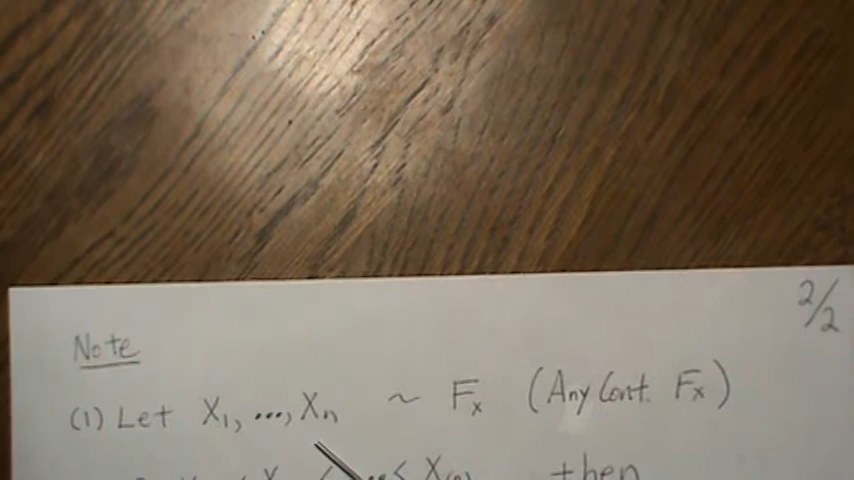 2/2
Note
(1) Let X1, ..., Xn ~ Fx (Any Cont. Fx)
then